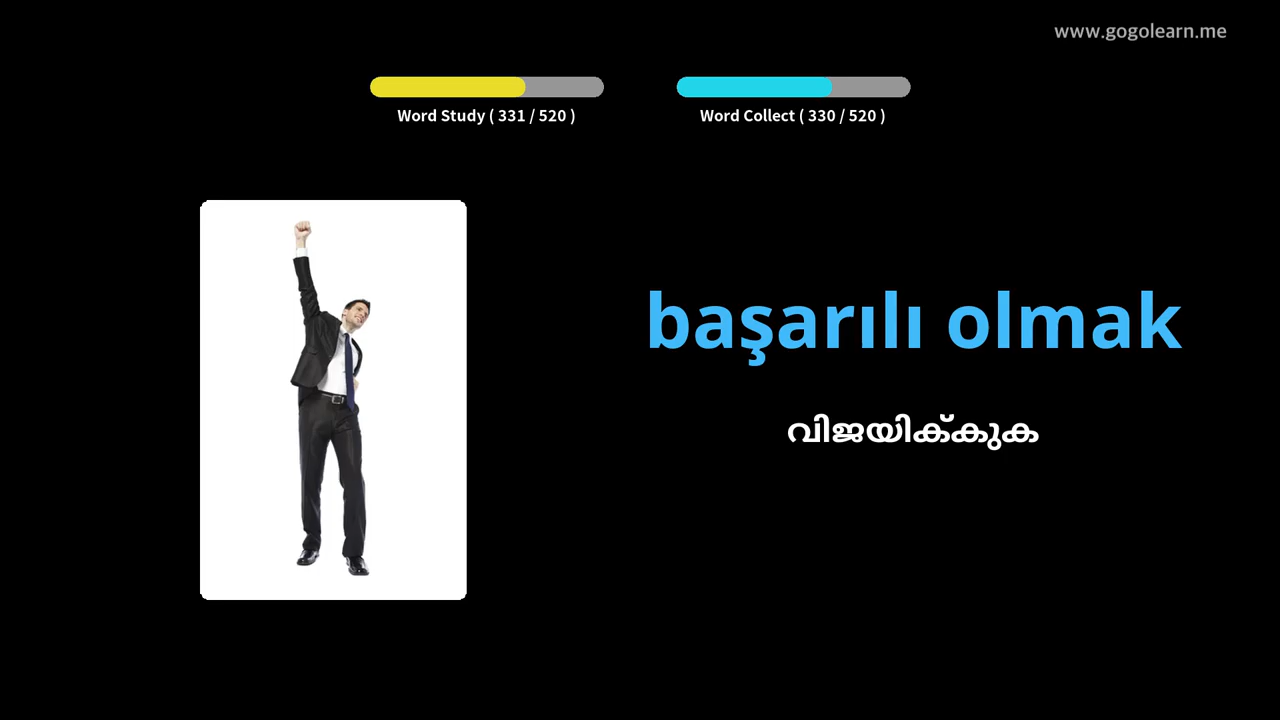 www.gogolearn.me
Word Study ( 331 / 520 )
Word Collect ( 330 / 520 )
başarılı olmak
വിജയിക്കുക